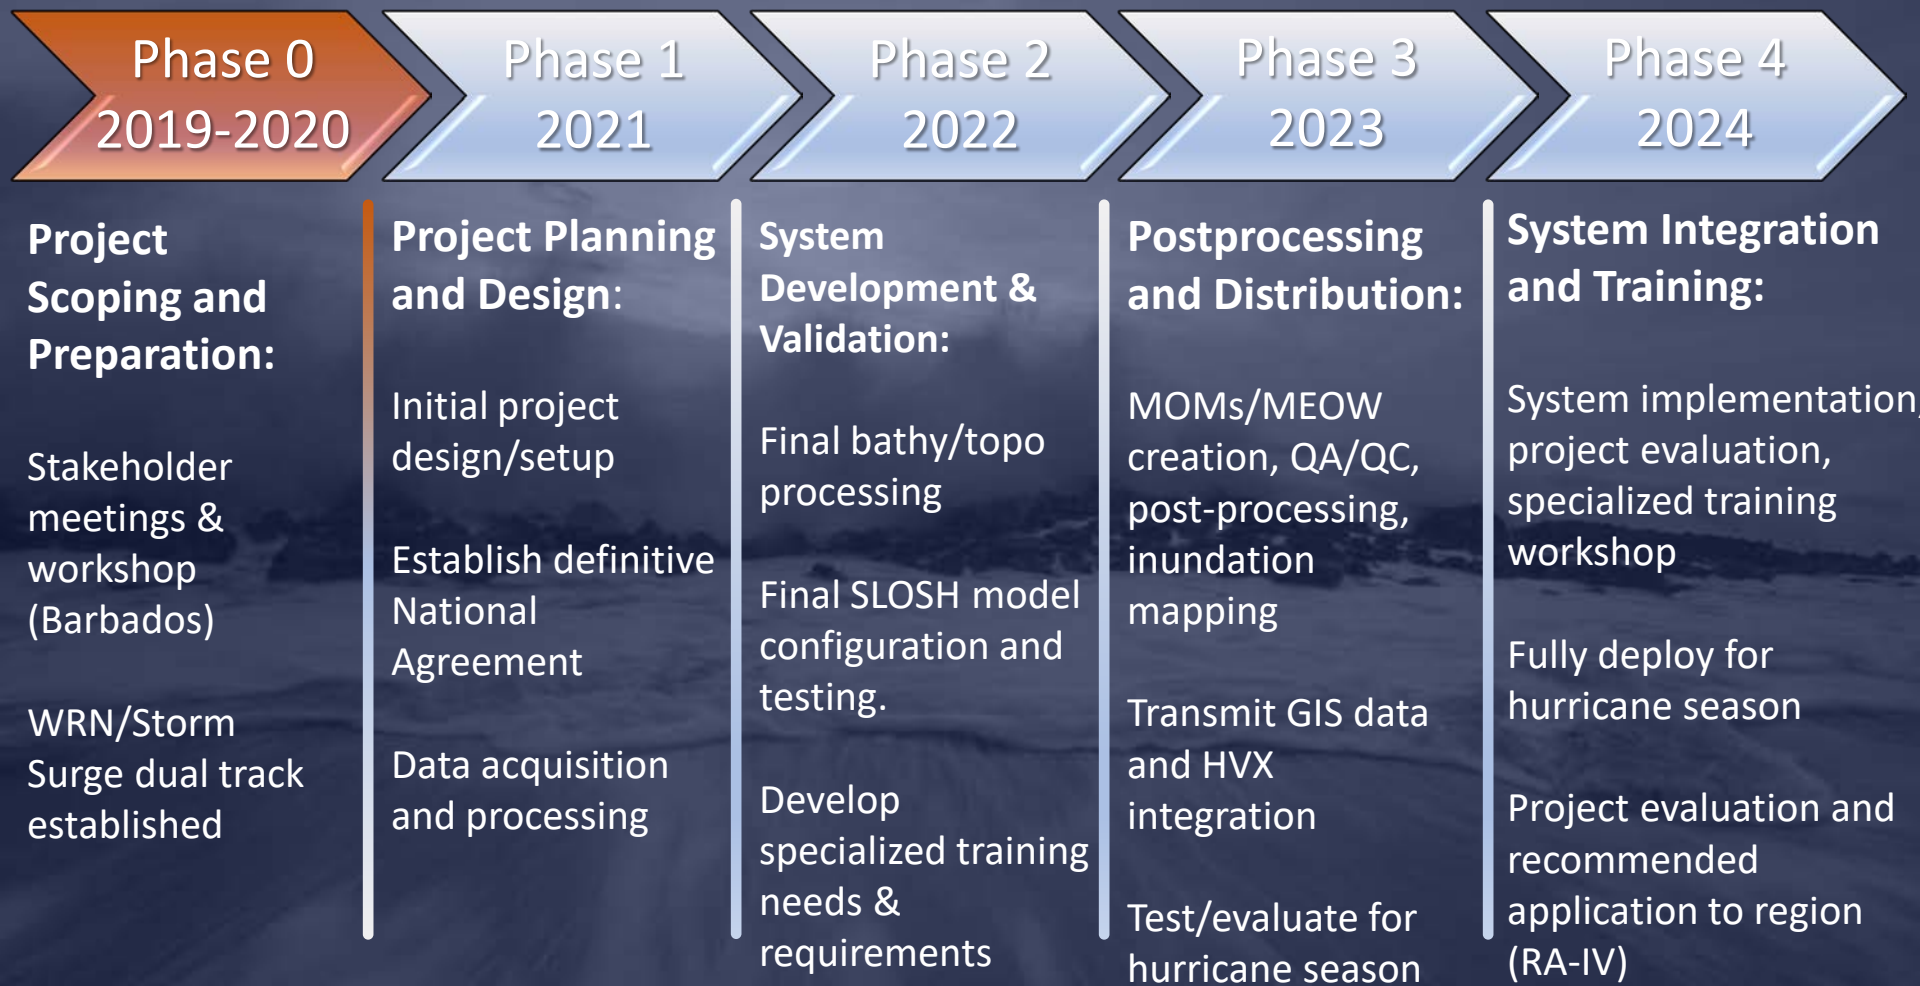 Phase 0
2019-2020
Phase 1
2021
Phase 2
2022
Phase 3
2023
Phase 4
2024
Project
Scoping and
Preparation:
Stakeholder
meetings &
workshop
(Barbados)
WRN/Storm
Surge dual track
established
Project Planning
and Design:
Initial project
design/setup
Establish definitive
National
Agreement
Data acquisition
and processing
System
Development &
Validation:
Final bathy/topo
processing
Final SLOSH model
configuration and
testing.
Develop
specialized training
needs &
requirements
Postprocessing
and Distribution:
MOMs/MEOW
creation, QA/QC,
post-processing,
inundation
mapping
Transmit GIS data
and HVX
integration
Test/evaluate for
hurricane season
System Integration
and Training:
System implementation,
project evaluation,
specialized training
workshop
Fully deploy for
hurricane season
Project evaluation and
recommended
application to region
(RA-IV)